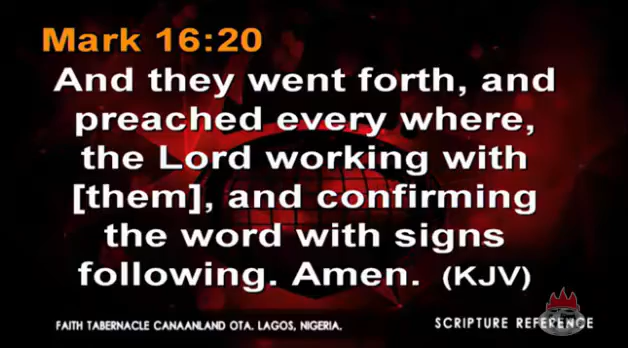 Mark 16:20
And they went forth, and
preached every where,
the Lord working with
[them], and confirming
the word with signs
following. Amen. (KJV)
FAITH TABERNACLE CANAANLAND OTA. LAGOS, NIGERIA.
SCRIPTURE REFERENCE